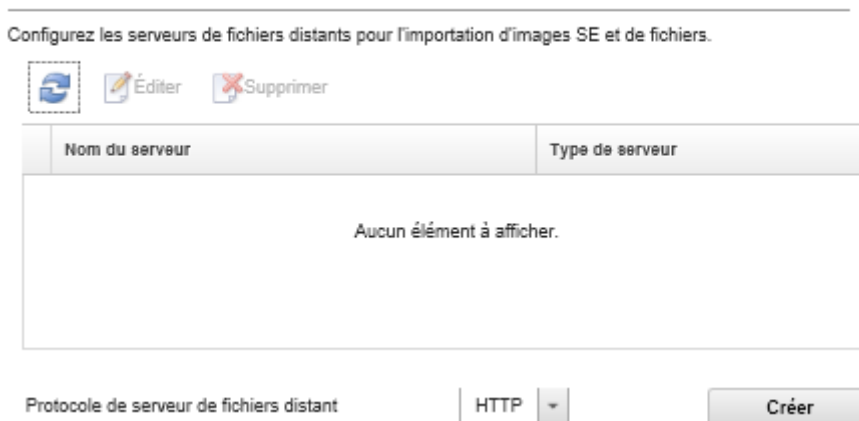 Configurez les serveurs de fichiers distants pour l'importation d'images SE et de fichiers.
Éditer Supprimer
Nom du serveur Type de serveur
Aucun élément à afficher.
Protocole de serveur de fichiers distant HTTP Créer